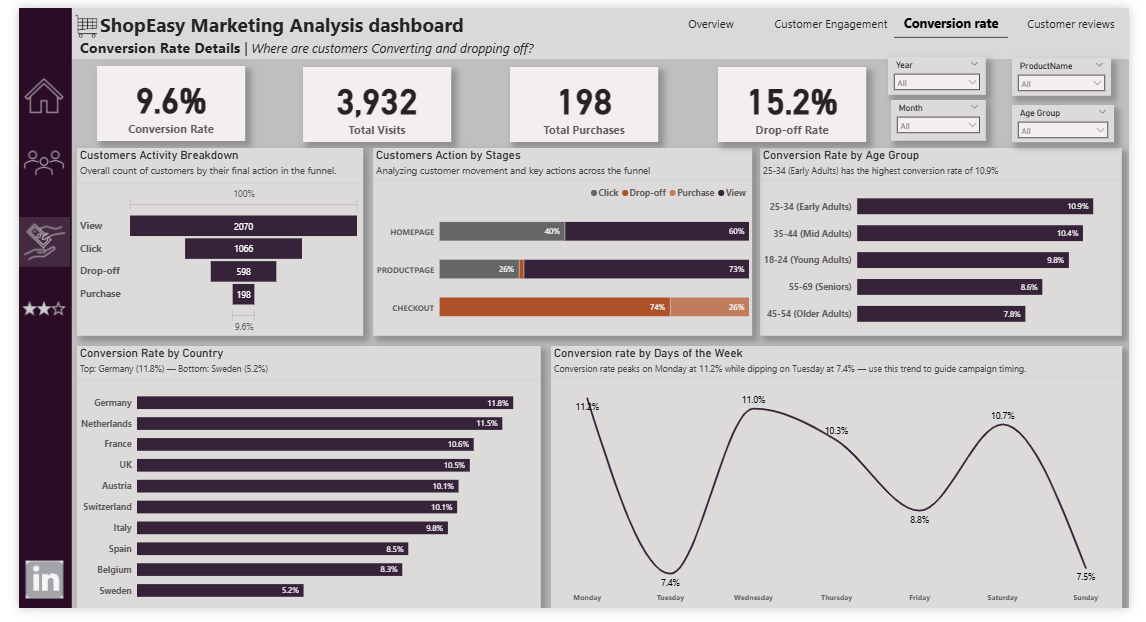 ShopEasy Marketing Analysis dashboard
Overview
Customer Engagement
Conversion rate
Customer reviews
Conversion Rate Details | Where are customers Converting and dropping off?
9.6%
Conversion Rate
3,932
Total Visits
198
Total Purchases
15.2%
Drop-off Rate
Year
All
ProductName
All
Month
All
Age Group
All
Customers Activity Breakdown
Overall count of customers by their final action in the funnel.
100%
View 2070
Click 1066
Drop-off 598
Purchase 198
9.6%
Customers Action by Stages
Analyzing customer movement and key actions across the funnel
Click Drop-off Purchase View
HOMEPAGE 40% 60%
PRODUCTPAGE 26% 73%
CHECKOUT 74% 26%
Conversion Rate by Age Group
25-34 (Early Adults) has the highest conversion rate of 10.9%
25-34 (Early Adults) 10.9%
35-44 (Mid Adults) 10.4%
18-24 (Young Adults) 9.8%
55-69 (Seniors) 8.6%
45-54 (Older Adults) 7.8%
Conversion Rate by Country
Top: Germany (11.8%) — Bottom: Sweden (5.2%)
Germany 11.8%
Netherlands 11.5%
France 10.6%
UK 10.5%
Austria 10.1%
Switzerland 10.1%
Italy 9.8%
Spain 8.5%
Belgium 8.3%
Sweden 5.2%
in
Conversion rate by Days of the Week
Conversion rate peaks on Monday at 11.2% while dipping on Tuesday at 7.4% — use this trend to guide campaign timing.
11.2%
7.4%
11.0%
10.3%
8.8%
10.7%
7.5%
Monday Tuesday Wednesday Thursday Friday Saturday Sunday